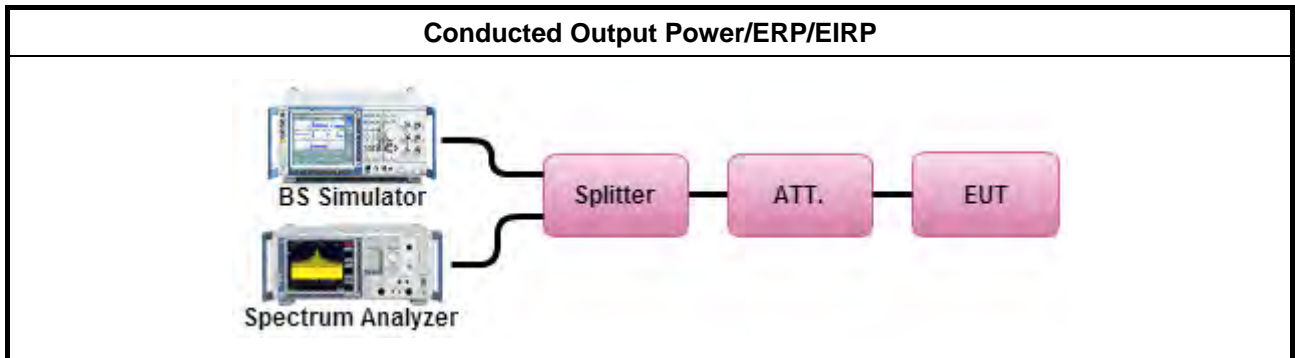 Conducted Output Power/ERP/EIRP
BS Simulator
Splitter
ATT.
EUT
Spectrum Analyzer